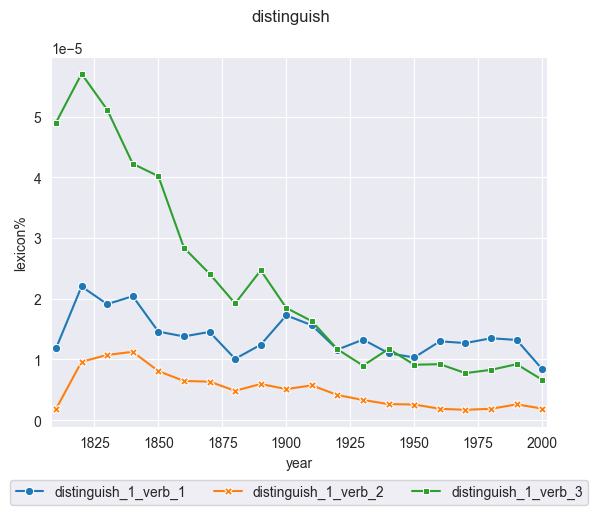 distinguish
1e−5
5
4
3
2
1
0
lexicon%
1825 1850 1875 1900 1925 1950 1975 2000
year
distinguish_1_verb_1 distinguish_1_verb_2 distinguish_1_verb_3